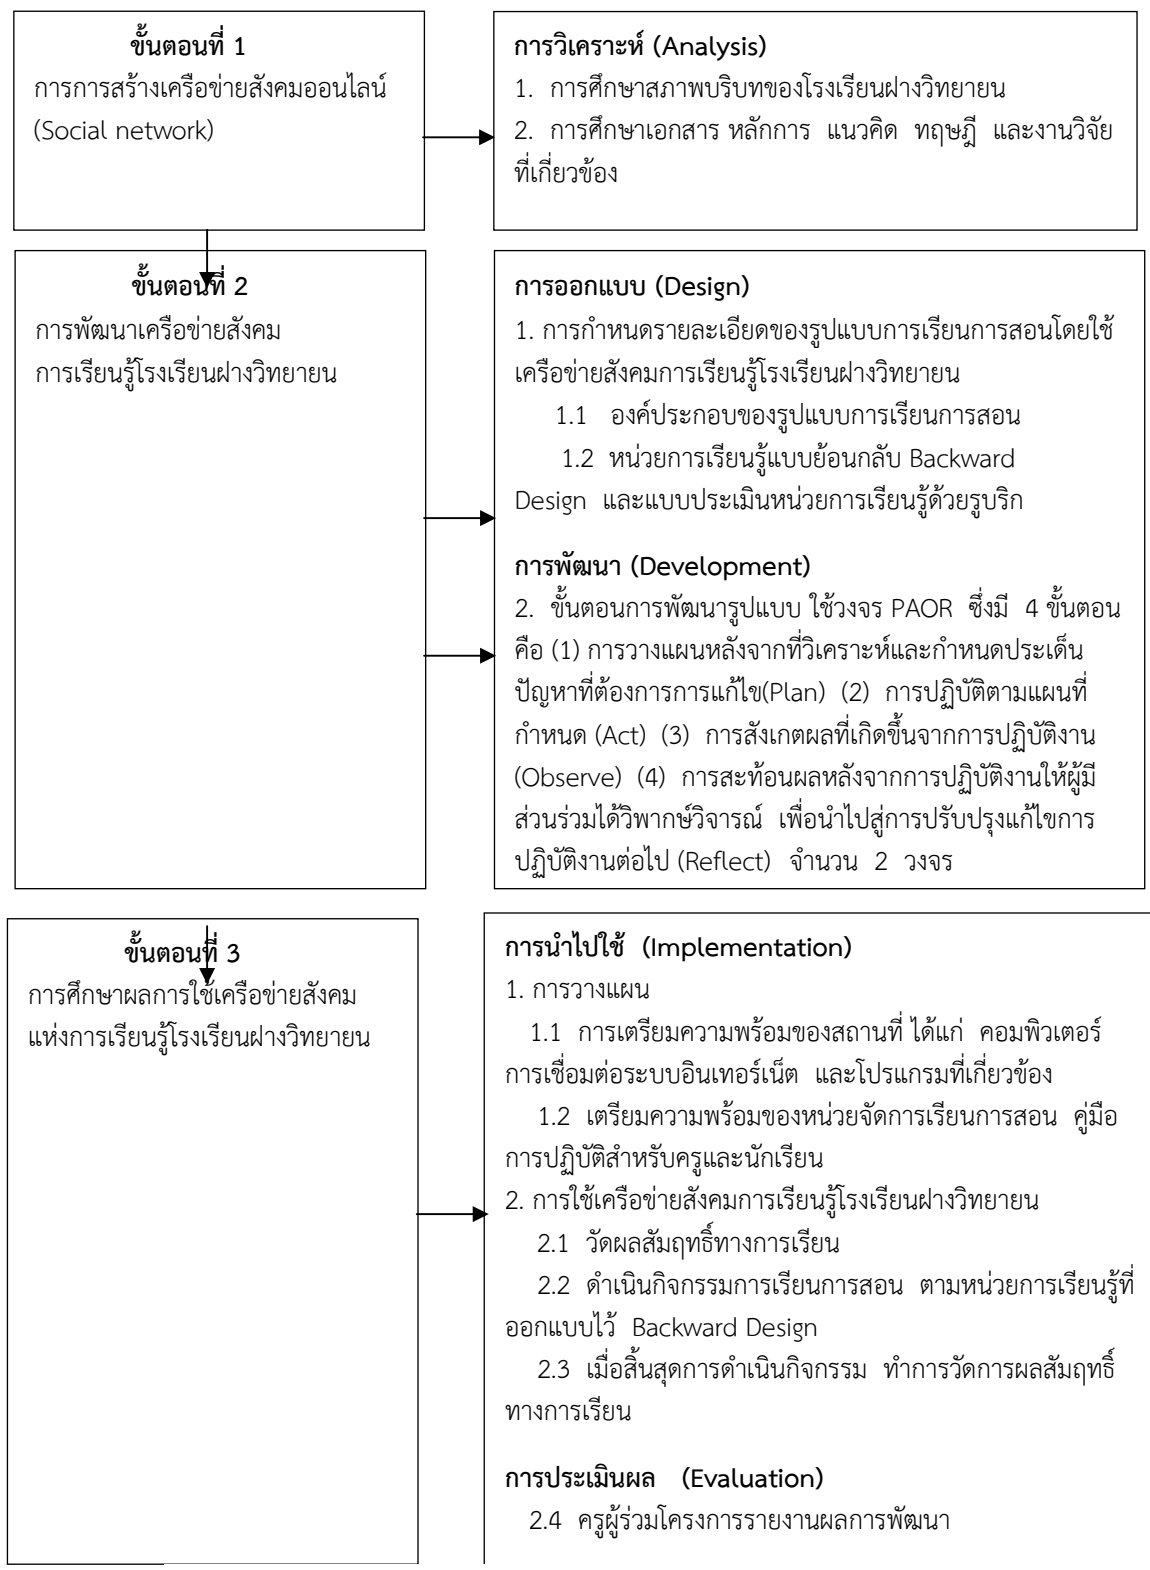 ขั้นตอนที่ 1
การการสร้างเครือข่ายสังคมออนไลน์
(Social network)
การวิเคราะห์ (Analysis)
1. การศึกษาสภาพบริบทของโรงเรียนฝางวิทยายน
2. การศึกษาเอกสาร หลักการ แนวคิด ทฤษฎี และงานวิจัย
ที่เกี่ยวข้อง
ขั้นตอนที่ 2
การพัฒนาเครือข่ายสังคม
การเรียนรู้โรงเรียนฝางวิทยายน
การออกแบบ (Design)
1. การกำหนดรายละเอียดของรูปแบบการเรียนการสอนโดยใช้
เครือข่ายสังคมการเรียนรู้โรงเรียนฝางวิทยายน
1.1 องค์ประกอบของรูปแบบการเรียนการสอน
1.2 หน่วยการเรียนรู้แบบย้อนกลับ Backward
Design และแบบประเมินหน่วยการเรียนรู้ด้วยรูบริก
การพัฒนา (Development)
2. ขั้นตอนการพัฒนารูปแบบ ใช้วงจร PAOR ซึ่งมี 4 ขั้นตอน
คือ (1) การวางแผนหลังจากที่วิเคราะห์และกำหนดประเด็น
ปัญหาที่ต้องการการแก้ไข(Plan) (2) การปฏิบัติตามแผนที่
กำหนด (Act) (3) การสังเกตผลที่เกิดขึ้นจากการปฏิบัติงาน
(Observe) (4) การสะท้อนผลหลังจากการปฏิบัติงานให้ผู้มี
ส่วนร่วมได้วิพากษ์วิจารณ์ เพื่อนำไปสู่การปรับปรุงแก้ไขการ
ปฏิบัติงานต่อไป (Reflect) จำนวน 2 วงจร
ขั้นตอนที่ 3
การศึกษาผลการใช้เครือข่ายสังคม
แห่งการเรียนรู้โรงเรียนฝางวิทยายน
การนำไปใช้ (Implementation)
1. การวางแผน
1.1 การเตรียมความพร้อมของสถานที่ ได้แก่ คอมพิวเตอร์
การเชื่อมต่อระบบอินเทอร์เน็ต และโปรแกรมที่เกี่ยวข้อง
1.2 เตรียมความพร้อมของหน่วยจัดการเรียนการสอน คู่มือ
การปฏิบัติสำหรับครูและนักเรียน
2. การใช้เครือข่ายสังคมการเรียนรู้โรงเรียนฝางวิทยายน
2.1 วัดผลสัมฤทธิ์ทางการเรียน
2.2 ดำเนินกิจกรรมการเรียนการสอน ตามหน่วยการเรียนรู้ที่
ออกแบบไว้ Backward Design
2.3 เมื่อสิ้นสุดการดำเนินกิจกรรม ทำการวัดการผลสัมฤทธิ์
ทางการเรียน
การประเมินผล (Evaluation)
2.4 ครูผู้ร่วมโครงการรายงานผลการพัฒนา